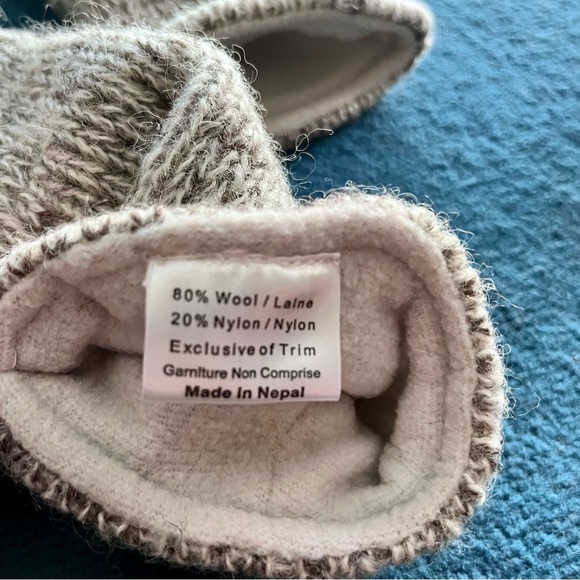 80% Wool / Laine
20% Nylon / Nylon
Exclusive of Trim
Garniture Non Comprise
Made In Nepal